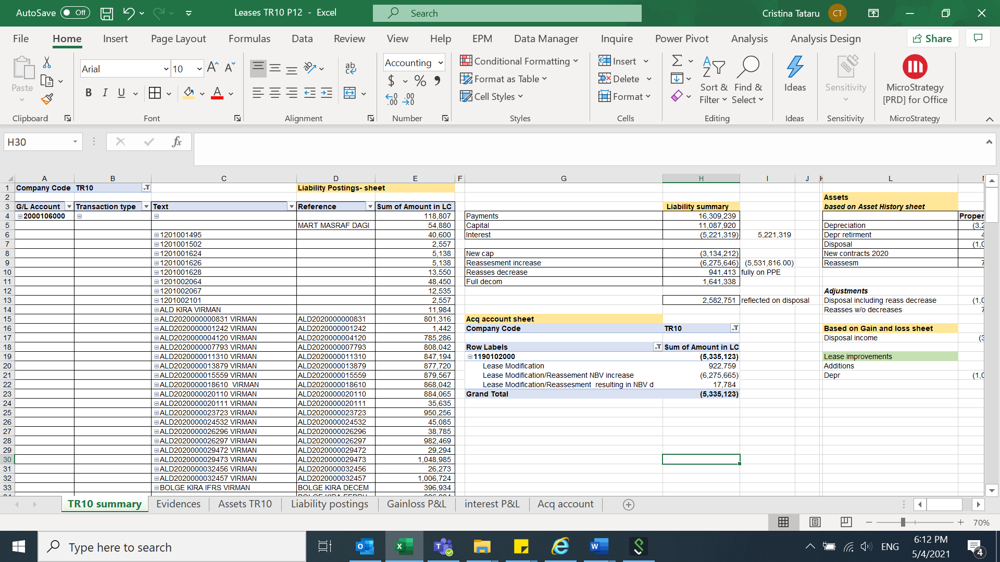 AutoSave Off Leases TR10 P12 - Excel Search Cristina Tataru CT
File Home Insert Page Layout Formulas Data Review View Help EPM Data Manager Inquire Power Pivot Analysis Analysis Design Share
Paste
Clipboard
Arial 10
B I U A
Font
ab
Alignment
Accounting
$ % 9
Number
Conditional Formatting
Format as Table
Cell Styles
Styles
Insert
Delete
Format
Cells
Sort & Filter
Find & Select
Editing
Ideas
Ideas
Sensitivity
Sensitivity
MicroStrategy [PRD] for Office
MicroStrategy
H30 fx
A B C D E F G H I J K L
1 Company Code TR10 Liability Postings- sheet
2 Assets
3 G/L Account Transaction type Text Reference Sum of Amount in LC Liability summary based on Asset History sheet
4 2000106000 118,807 Payments 16,309,239 Proper
5 MART MASRAF DAGI 54,880 Capital 11,087,920 Depreciation (3,2
6 1201001495 40,600 Interest (5,221,319) 5,221,319 Depr retirment 4
7 1201001502 2,557 Disposal (1,0
8 1201001624 5,138 New cap (3,134,212) New contracts 2020
9 1201001626 5,138 Reassesment increase (6,275,646) (5,531,816.00) Reassesm 7
10 1201001628 13,550 Reasses decrease 941,413 fully on PPE
11 1201002064 48,450 Full decom 1,641,338
12 1201002067 12,535 Adjustments
13 1201002101 2,557 2,582,751 reflected on disposal Disposal including reass decrease (1,0
14 ALD KIRA VIRMAN 11,984 Reasses w/o decreases 7
15 ALD2020000000831 VIRMAN ALD2020000000831 801,316 Acq account sheet
16 ALD2020000001242 VIRMAN ALD2020000001242 1,442 Company Code TR10 Based on Gain and loss sheet
17 ALD2020000004120 VIRMAN ALD2020000004120 785,286 Disposal income (3
18 ALD2020000007793 VIRMAN ALD2020000007793 808,042 Row Labels Sum of Amount in LC
19 ALD2020000011310 VIRMAN ALD2020000011310 847,194 1190102000 (5,335,123) Lease improvements
20 ALD2020000013879 VIRMAN ALD2020000013879 877,720 Lease Modification 922,759 Additions
21 ALD2020000015559 VIRMAN ALD2020000015559 879,567 Lease Modification/Reassement NBV increase (6,275,665) Depr (1,0
22 ALD2020000018610 VIRMAN ALD2020000018610 868,042 Lease Modification/Reassesment resulting in NBV d 17,784
23 ALD2020000020110 VIRMAN ALD2020000020110 884,065 Grand Total (5,335,123)
24 ALD2020000020111 VIRMAN ALD2020000020111 35,635
25 ALD2020000023723 VIRMAN ALD2020000023723 950,256
26 ALD2020000024532 VIRMAN ALD2020000024532 45,085
27 ALD2020000026296 VIRMAN ALD2020000026296 38,785
28 ALD2020000026297 VIRMAN ALD2020000026297 982,469
29 ALD2020000029472 VIRMAN ALD2020000029472 29,294
30 ALD2020000029473 VIRMAN ALD2020000029473 1,048,985
31 ALD2020000032456 VIRMAN ALD2020000032456 26,273
32 ALD2020000032457 VIRMAN ALD2020000032457 1,006,724
33 BOLGE KIRA IFRS VIRMAN BOLGE KIRA DECEM 396,934
TR10 summary Evidences Assets TR10 Liability postings Gainloss P&L interest P&L Acq account
70%
Type here to search
ENG
6:12 PM
5/4/2021
4